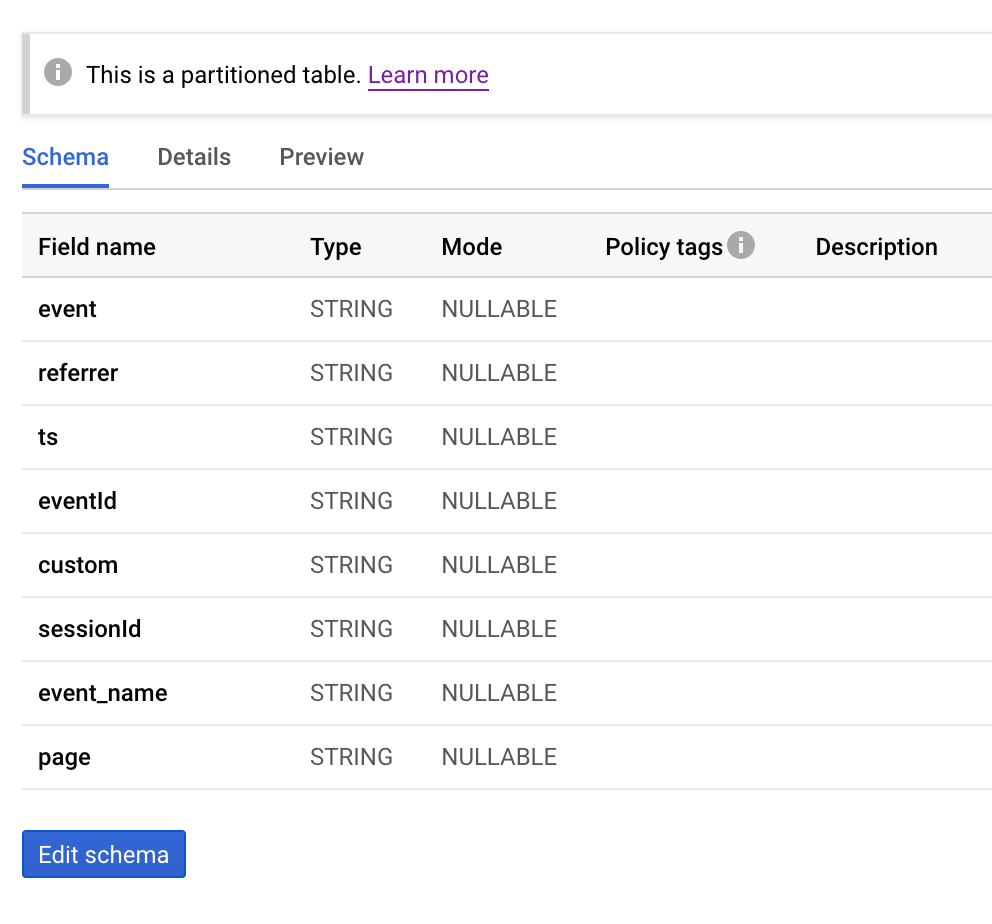 This is a partitioned table. Learn more
Schema Details Preview
Field name Type Mode Policy tags Description
event STRING NULLABLE
referrer STRING NULLABLE
ts STRING NULLABLE
eventId STRING NULLABLE
custom STRING NULLABLE
sessionId STRING NULLABLE
event_name STRING NULLABLE
page STRING NULLABLE
Edit schema